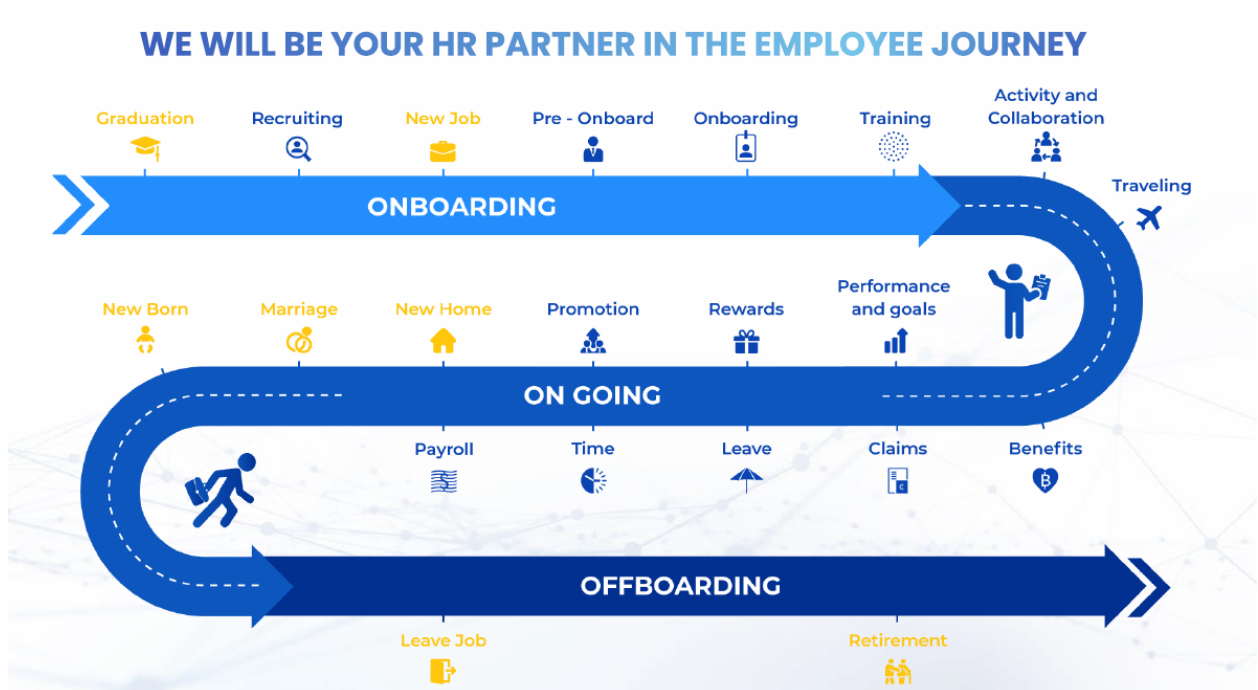 WE WILL BE YOUR HR PARTNER IN THE EMPLOYEE JOURNEY
Graduation
Recruiting
New Job
Pre - Onboard
Onboarding
Training
Activity and
Collaboration
Traveling
ONBOARDING
New Born
Marriage
New Home
Promotion
Rewards
Performance
and goals
ON GOING
Payroll
Time
Leave
Claims
C
Benefits
B
OFFBOARDING
Leave Job
Retirement